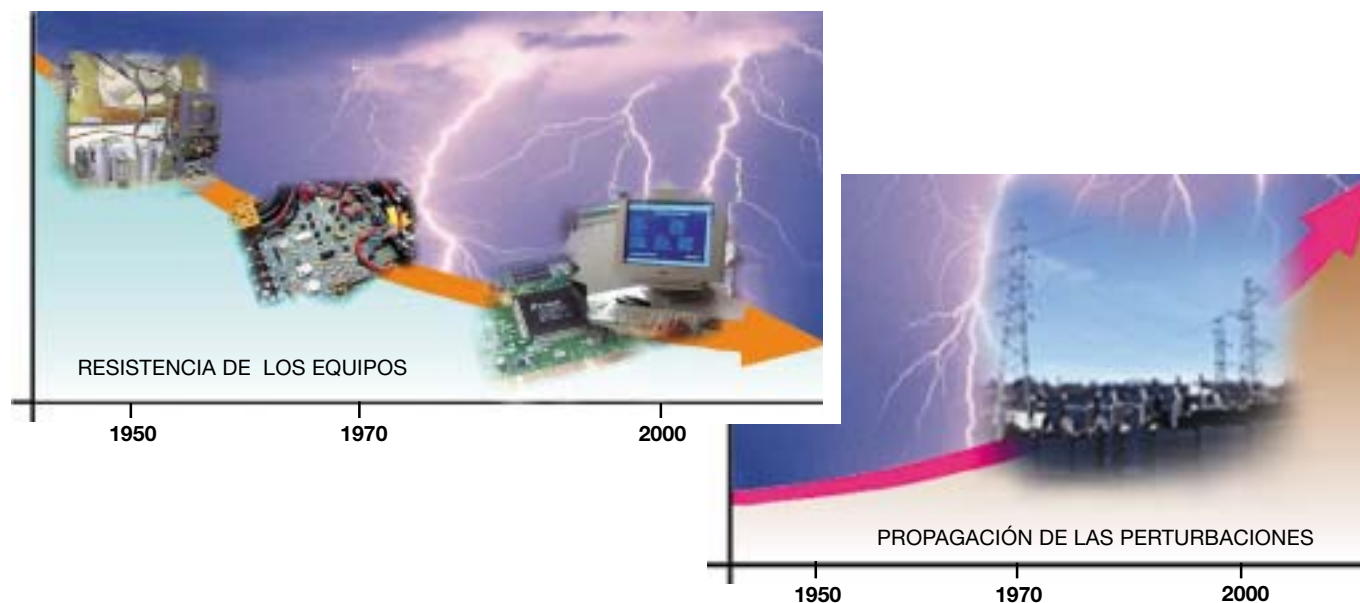 RESISTENCIA DE LOS EQUIPOS
1950 1970 2000
PROPAGACIÓN DE LAS PERTURBACIONES
1950 1970 2000